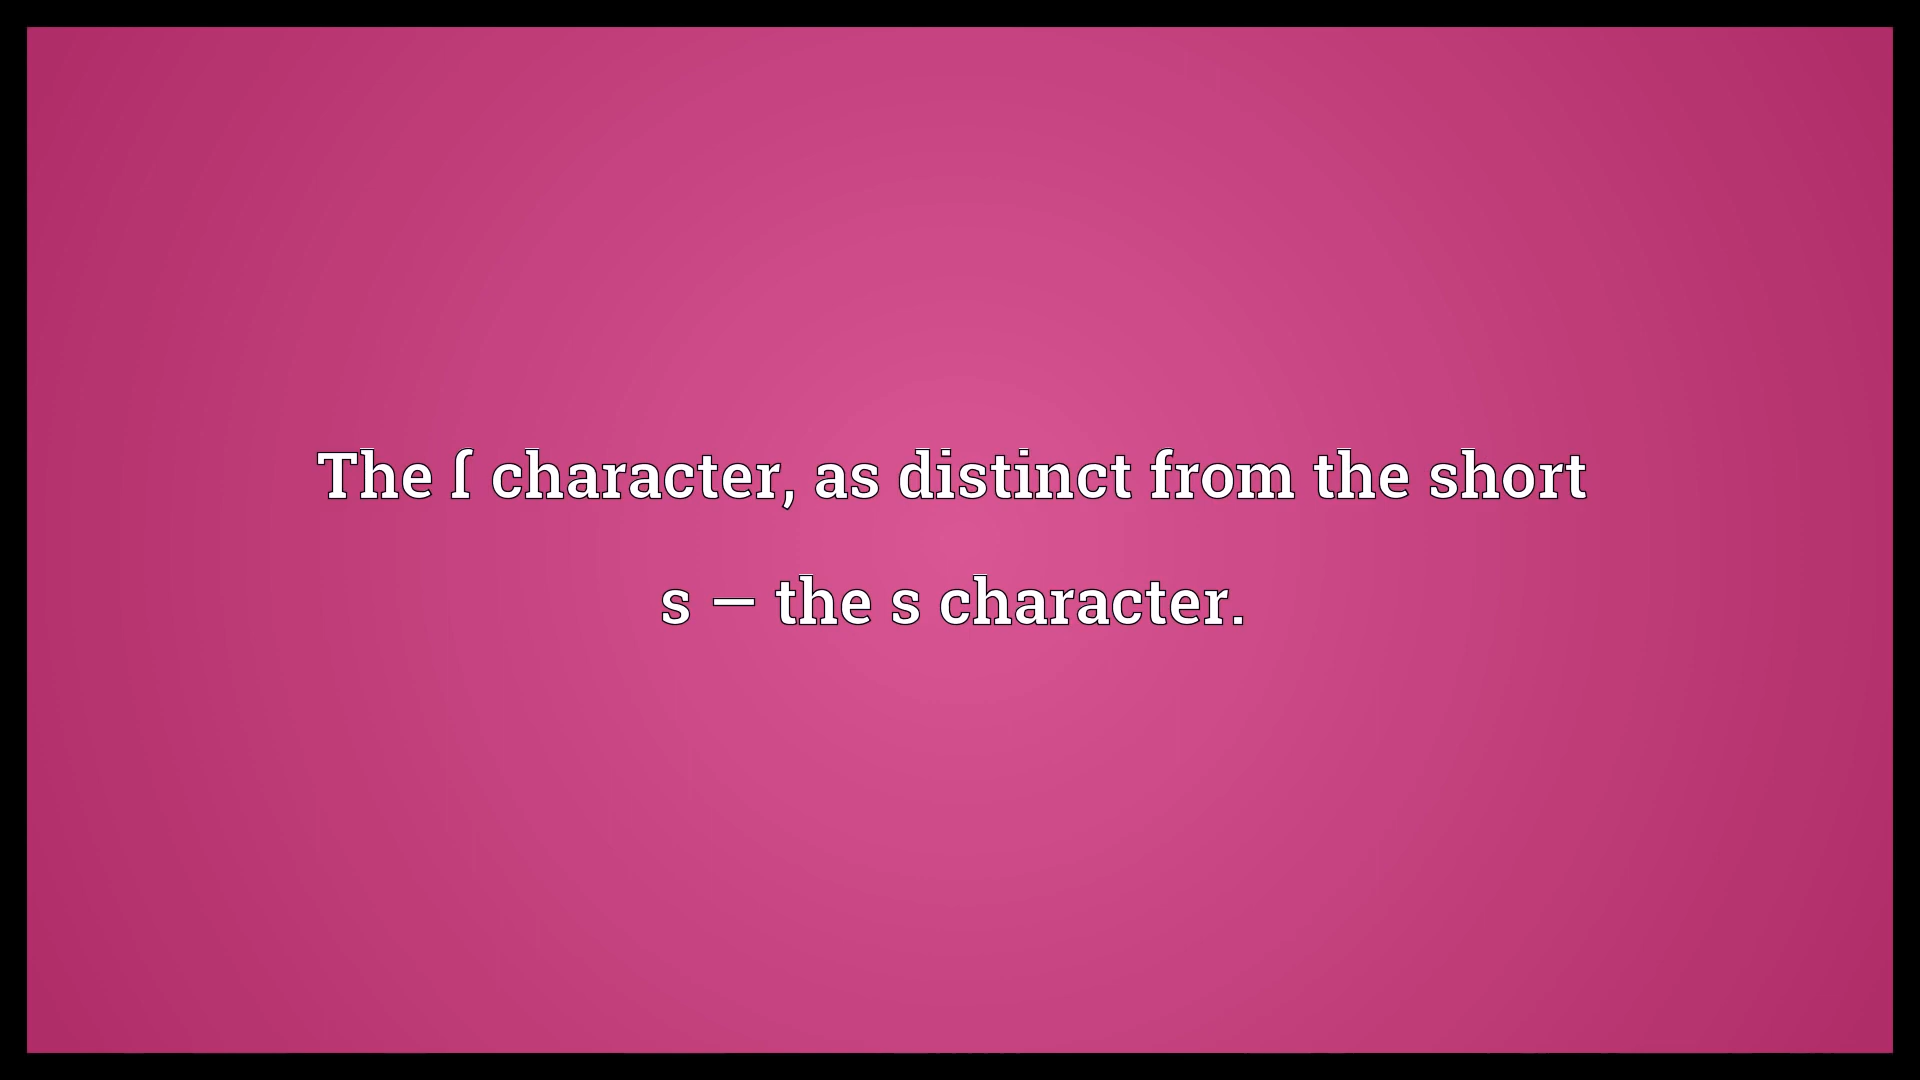 The ſ character, as distinct from the short
s — the s character.